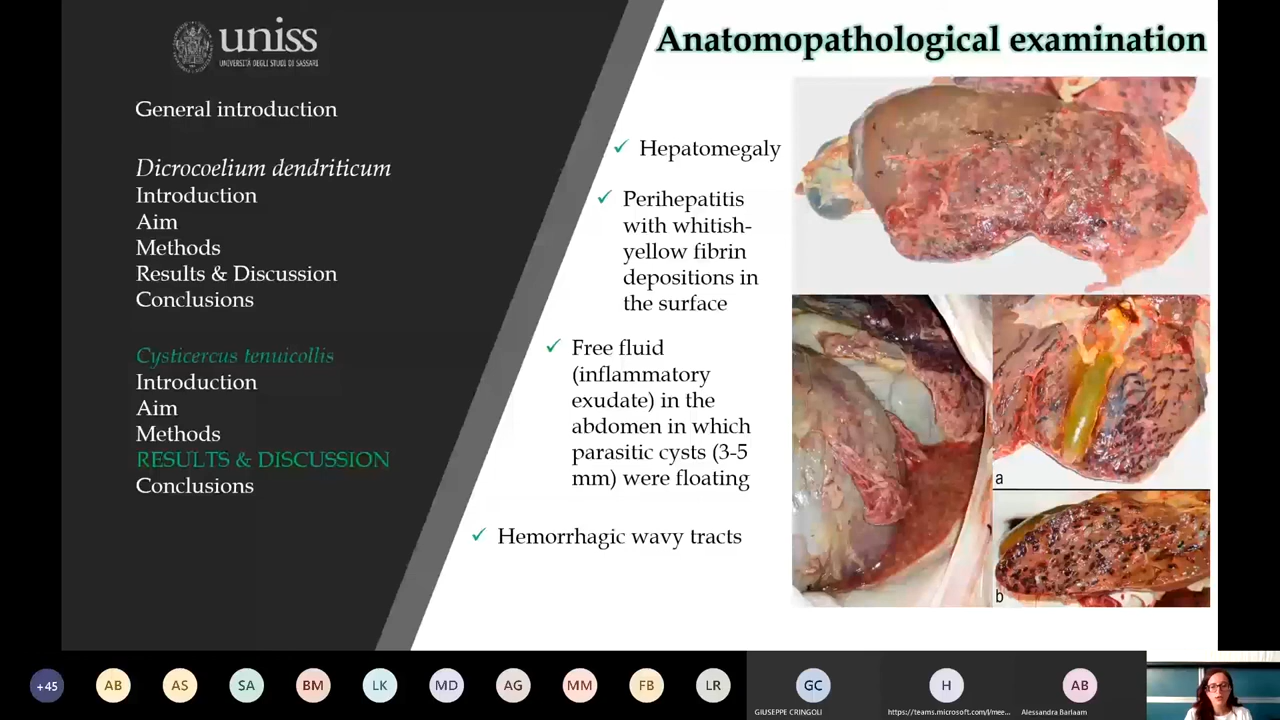 uniss
UNIVERSITÀ DEGLI STUDI DI SASSARI
General introduction
Dicrocoelium dendriticum
Introduction
Aim
Methods
Results & Discussion
Conclusions
Cysticercus tenuicollis
Introduction
Aim
Methods
RESULTS & DISCUSSION
Conclusions
Anatomopathological examination
✓ Hepatomegaly
✓ Perihepatitis
with whitish-
yellow fibrin
depositions in
the surface
✓ Free fluid
(inflammatory
exudate) in the
abdomen in which
parasitic cysts (3-5
mm) were floating
✓ Hemorrhagic wavy tracts
a
b
+45
AB
AS
SA
BM
LK
MD
AG
MM
FB
LR
GC
GIUSEPPE CRINGOLI
H
https://teams.microsoft.com/l/mee...
AB
Alessandra Barlaam